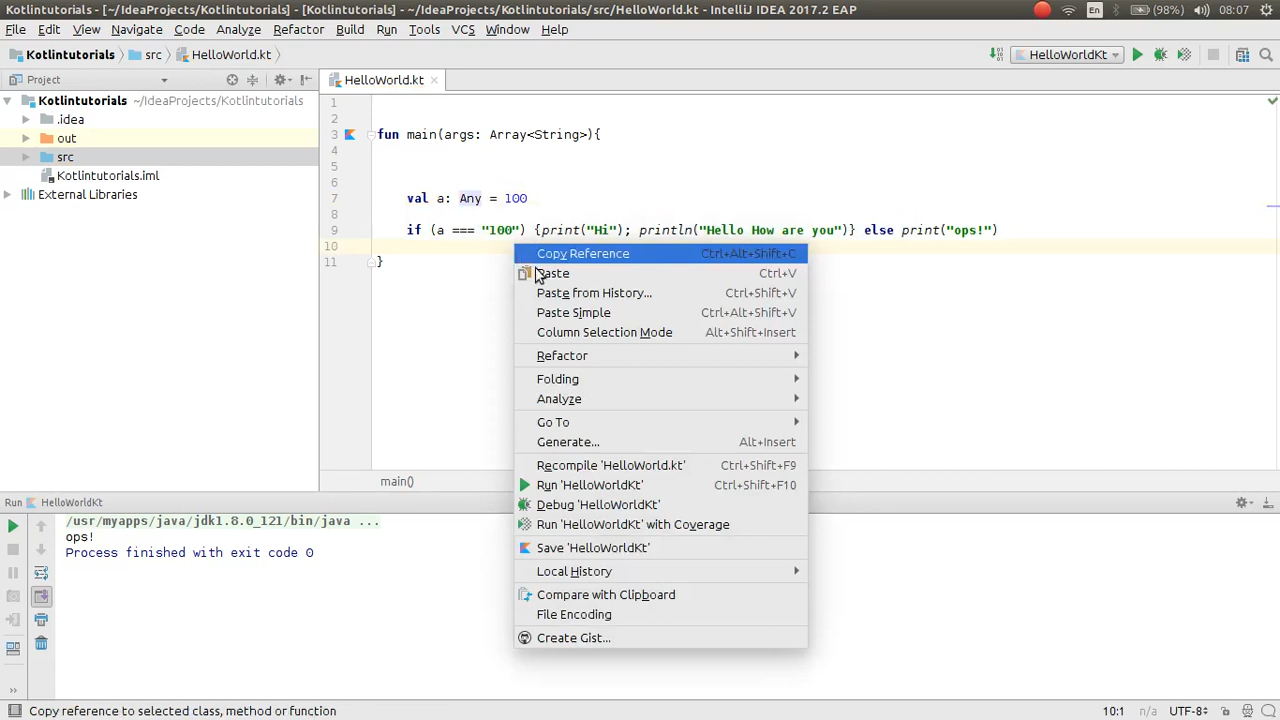 Kotlintutorials - [~/IdeaProjects/Kotlintutorials] - [Kotlintutorials] - ~/IdeaProjects/Kotlintutorials/src/HelloWorld.kt - IntelliJ IDEA 2017.2 EAP En (98%) 08:07
File Edit View Navigate Code Analyze Refactor Build Run Tools VCS Window Help
Kotlintutorials src HelloWorld.kt HelloWorldKt
Project HelloWorld.kt
Kotlintutorials ~/IdeaProjects/Kotlintutorials
.idea
out
src
Kotlintutorials.iml
External Libraries
1
2
3 fun main(args: Array<String>){
4
5
6
7 val a: Any = 100
8
9 if (a === "100") {print("Hi"); println("Hello How are you")} else print("ops!")
10
11 }
Copy Reference Ctrl+Alt+Shift+C
Paste Ctrl+V
Paste from History... Ctrl+Shift+V
Paste Simple Ctrl+Alt+Shift+V
Column Selection Mode Alt+Shift+Insert
Refactor
Folding
Analyze
Go To
Generate... Alt+Insert
Recompile 'HelloWorld.kt' Ctrl+Shift+F9
Run 'HelloWorldKt' Ctrl+Shift+F10
Debug 'HelloWorldKt'
Run 'HelloWorldKt' with Coverage
Save 'HelloWorldKt'
Local History
Compare with Clipboard
File Encoding
Create Gist...
main()
Run HelloWorldKt
/usr/myapps/java/jdk1.8.0_121/bin/java ...
ops!
Process finished with exit code 0
Copy reference to selected class, method or function 10:1 n/a UTF-8